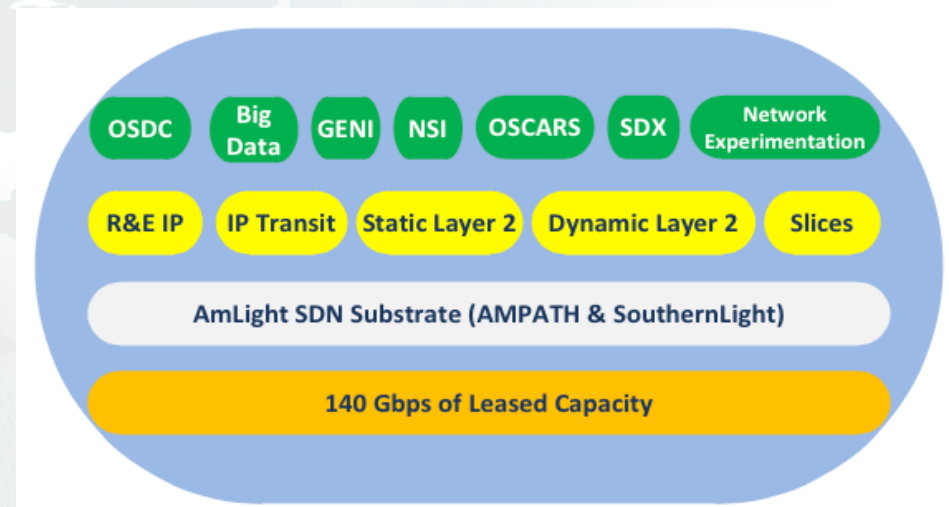 OSDC
Big
Data
GENI
NSI
OSCARS
SDX
Network
Experimentation
R&E IP
IP Transit
Static Layer 2
Dynamic Layer 2
Slices
AmLight SDN Substrate (AMPATH & SouthernLight)
140 Gbps of Leased Capacity